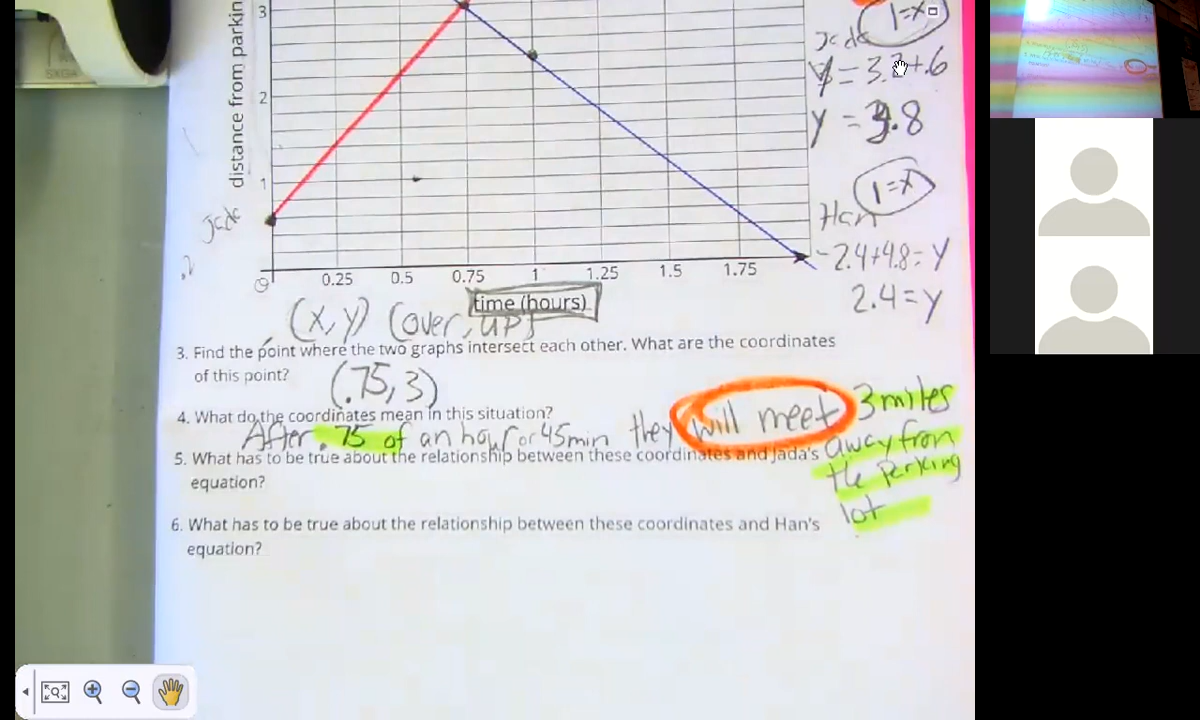 SXGA
distance from parkin
3
2
1
0.25 0.5 0.75 1 1.25 1.5 1.75
time (hours)
Jade
.2
(x,y) (over, up)
1=x
Jade
y = 3.2+.6
y = 3.8
1=x
Han
-2.4+4.8=y
2.4=y
3. Find the point where the two graphs intersect each other. What are the coordinates
of this point?
(.75,3)
4. What do the coordinates mean in this situation?
After .75 of an hour or 45min they will meet 3 miles
away from
the parking
lot
5. What has to be true about the relationship between these coordinates and Jada's
equation?
6. What has to be true about the relationship between these coordinates and Han's
equation?